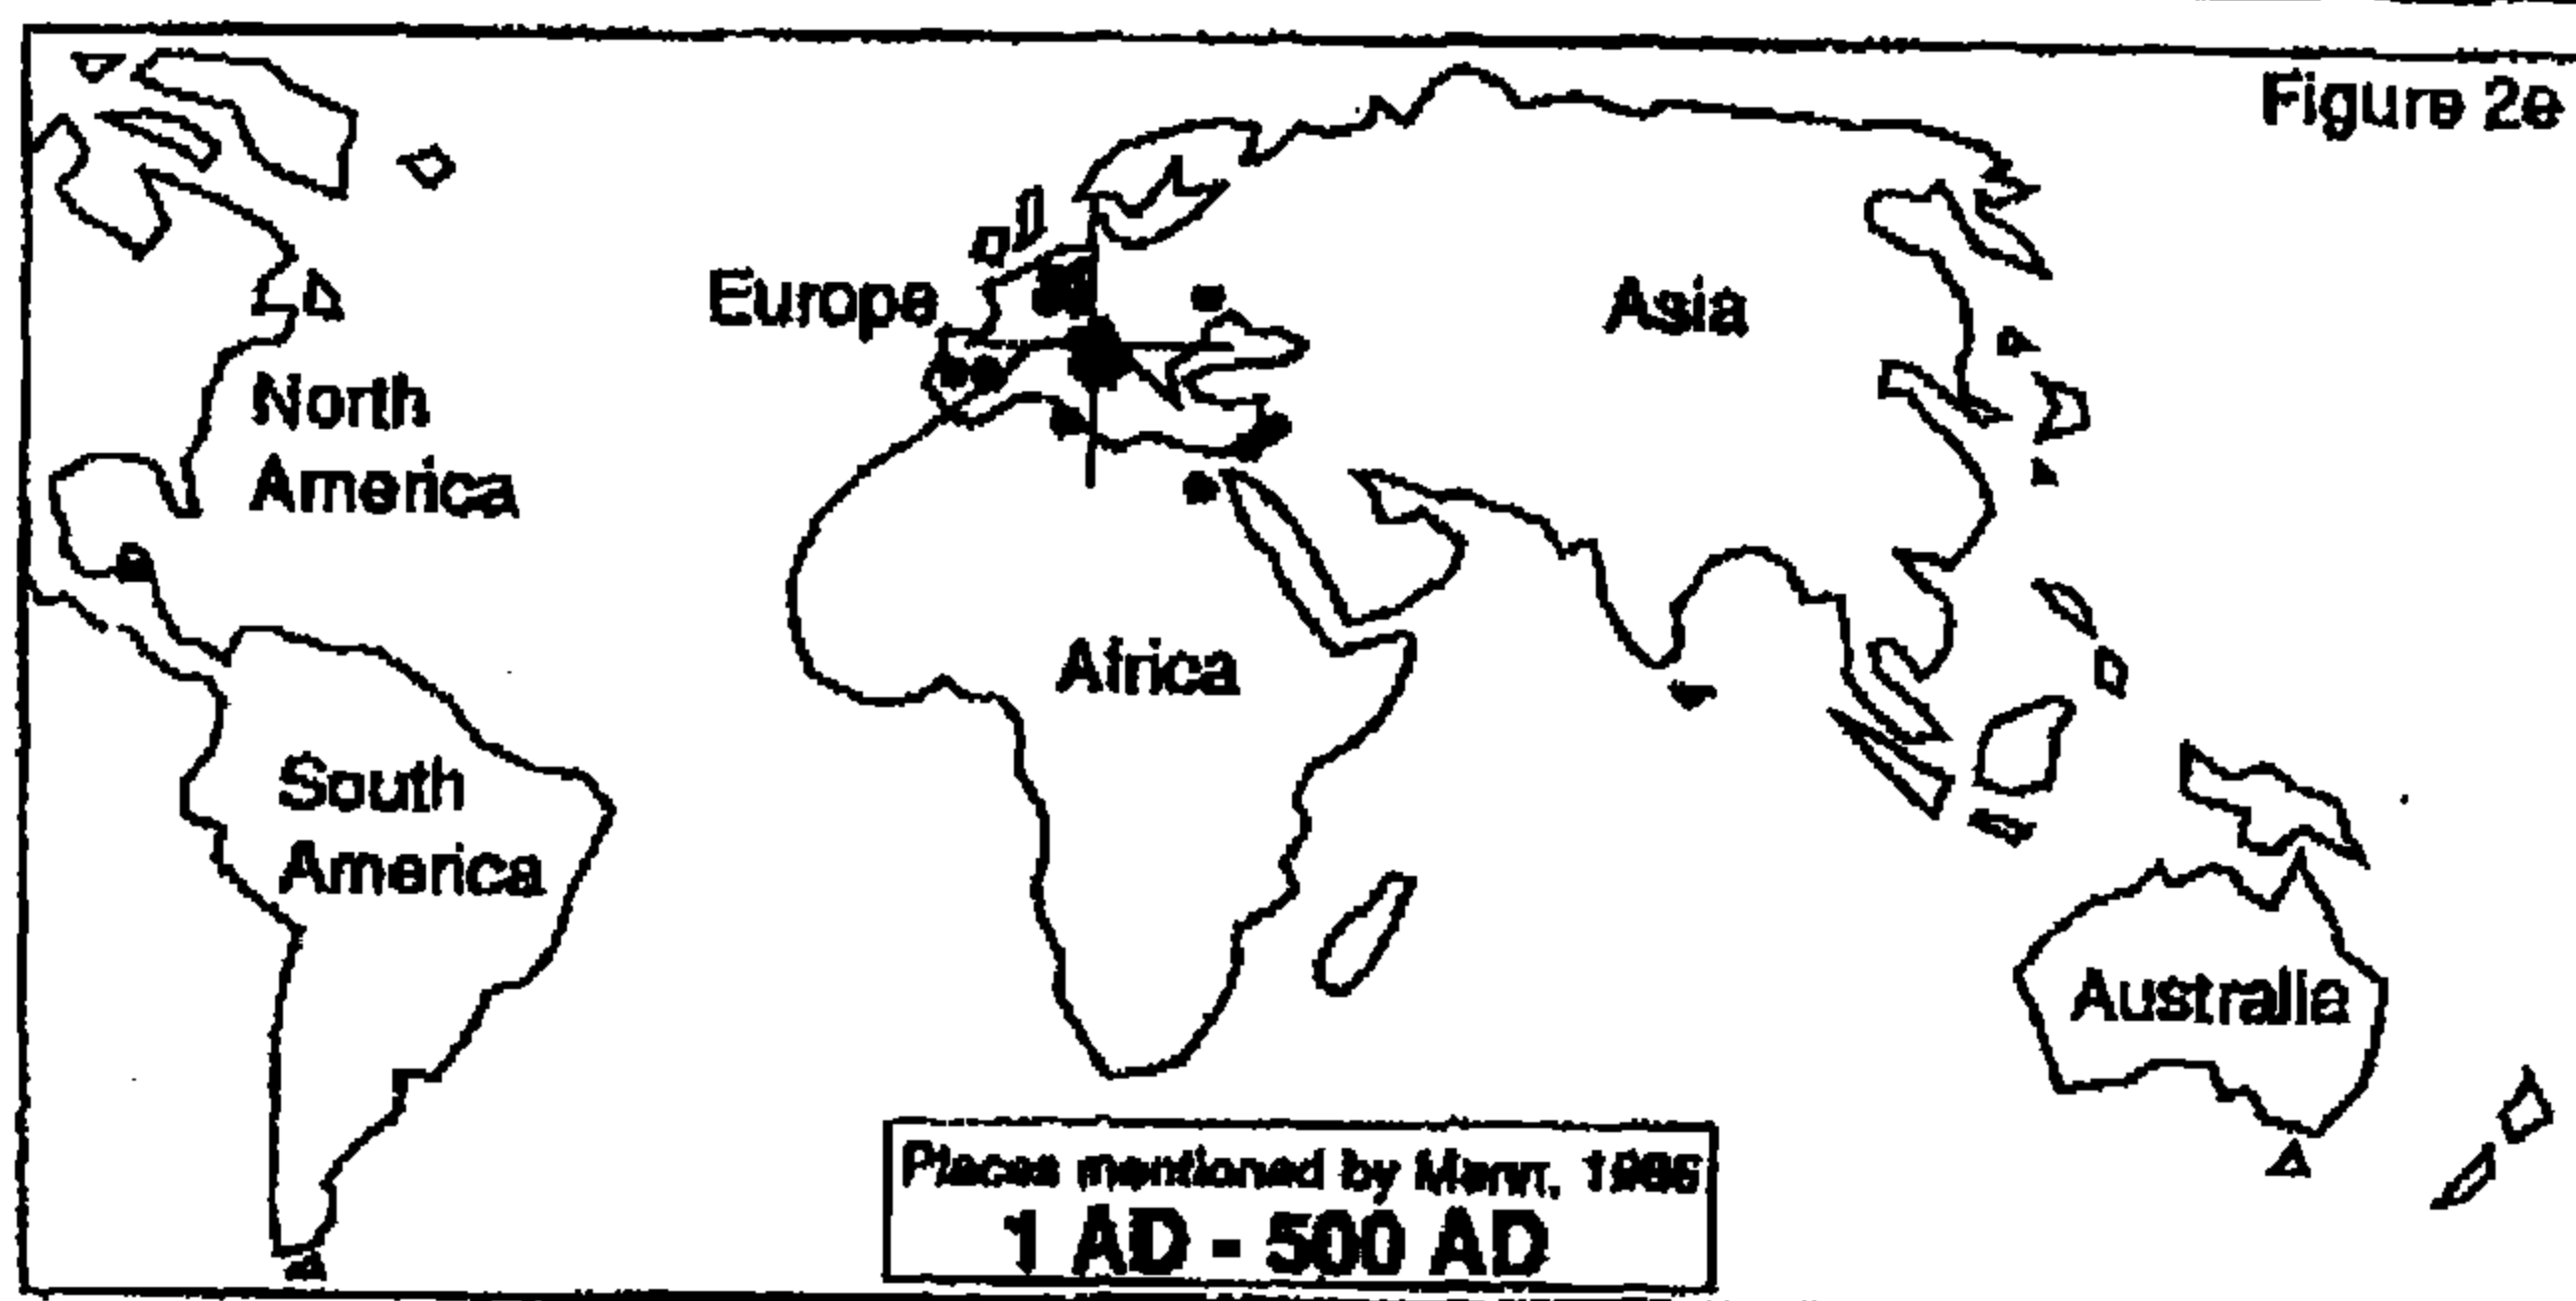 Figure 2e
Europe
Asia
North
America
Africa
South
America
Australia
Places mentioned by Mann, 1986
1 AD - 500 AD